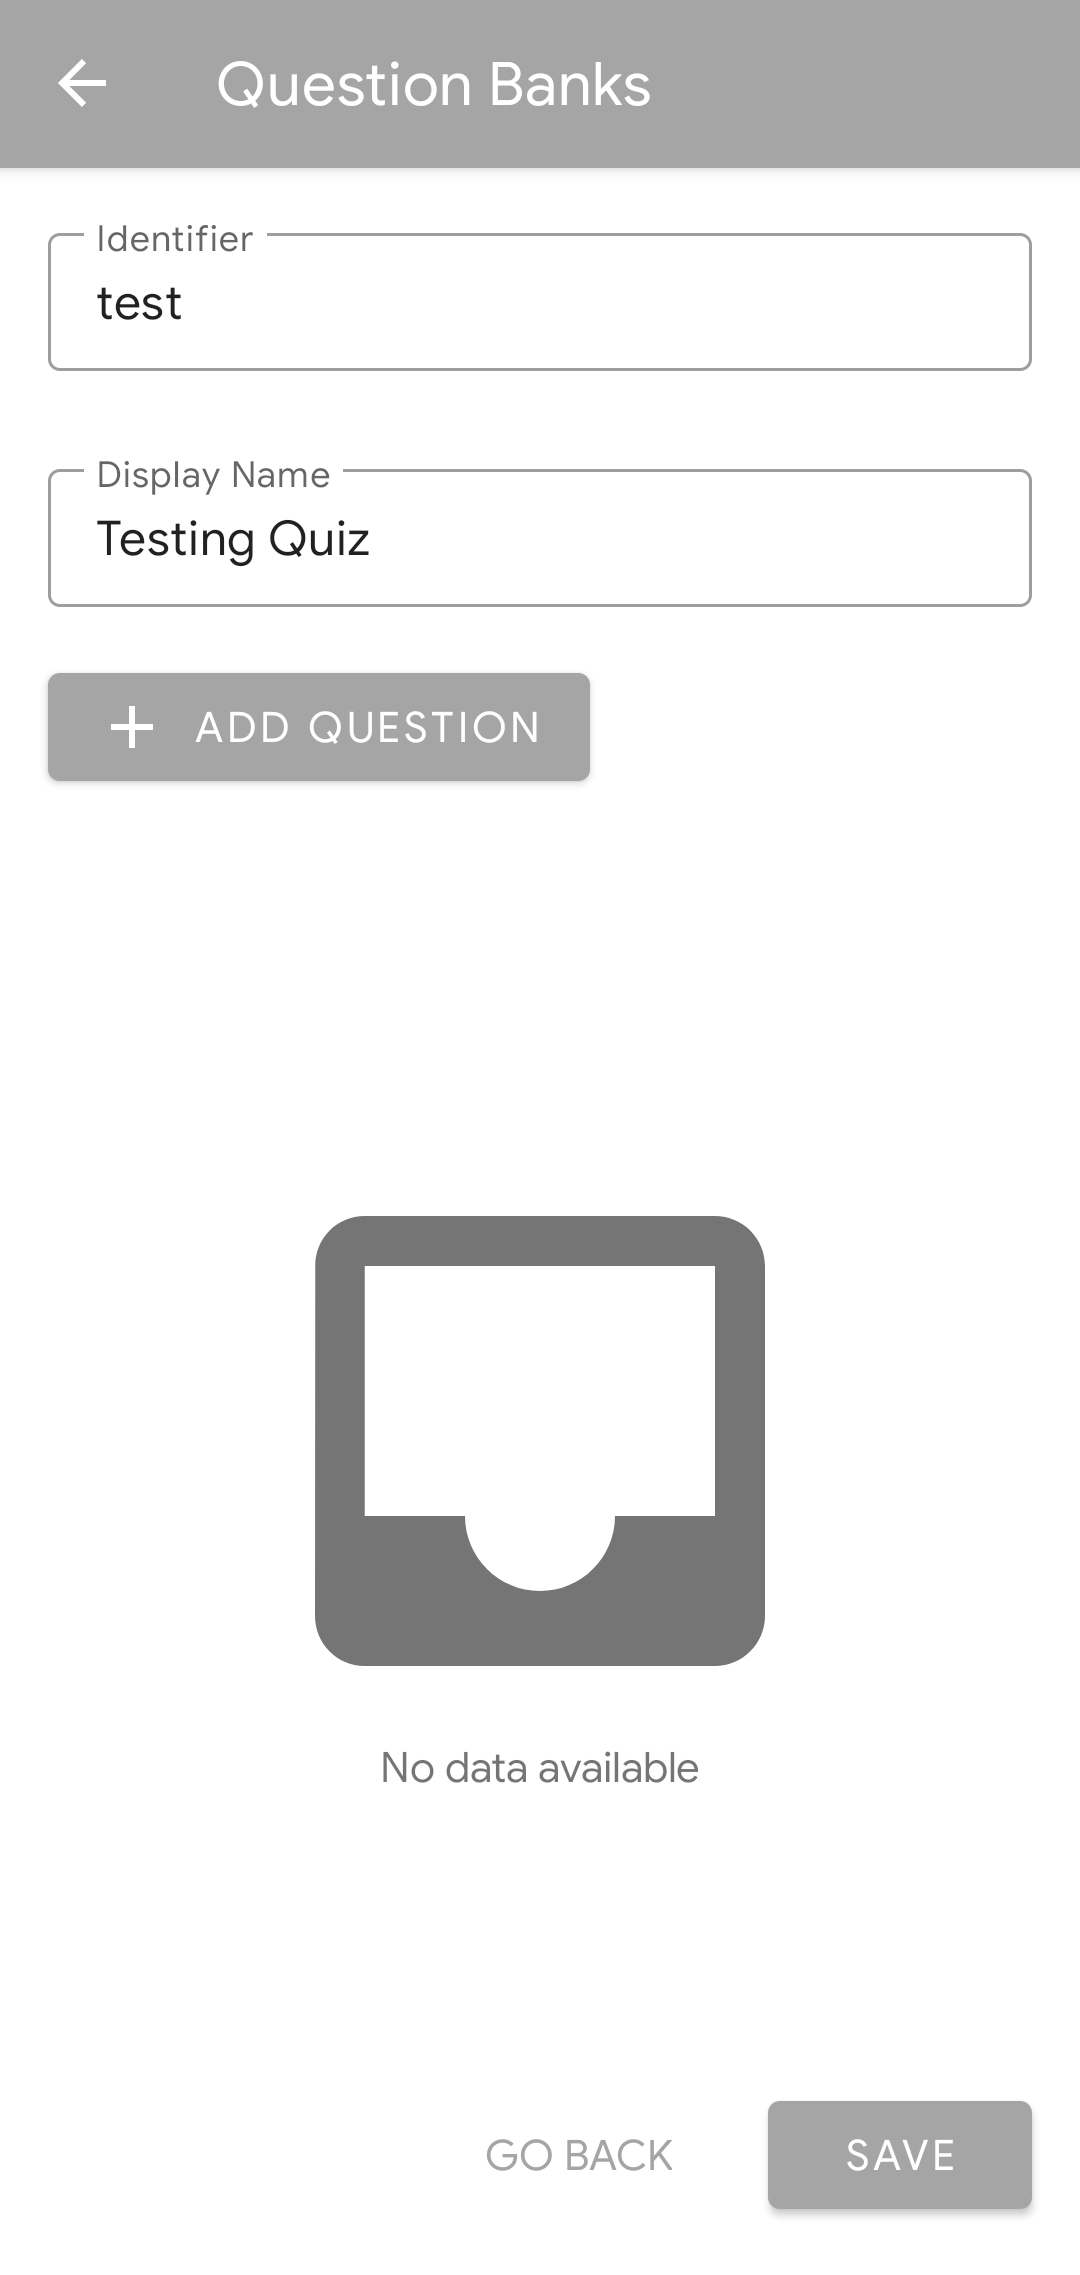 Question Banks
Identifier
test
Display Name
Testing Quiz
ADD QUESTION
No data available
GO BACK
SAVE